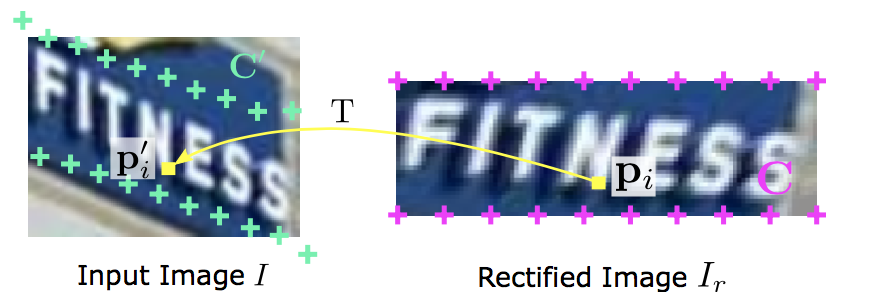 FITNESS
C′
p′ᵢ
T
FITNESS
pᵢ
C
Input Image I
Rectified Image Iᵣ